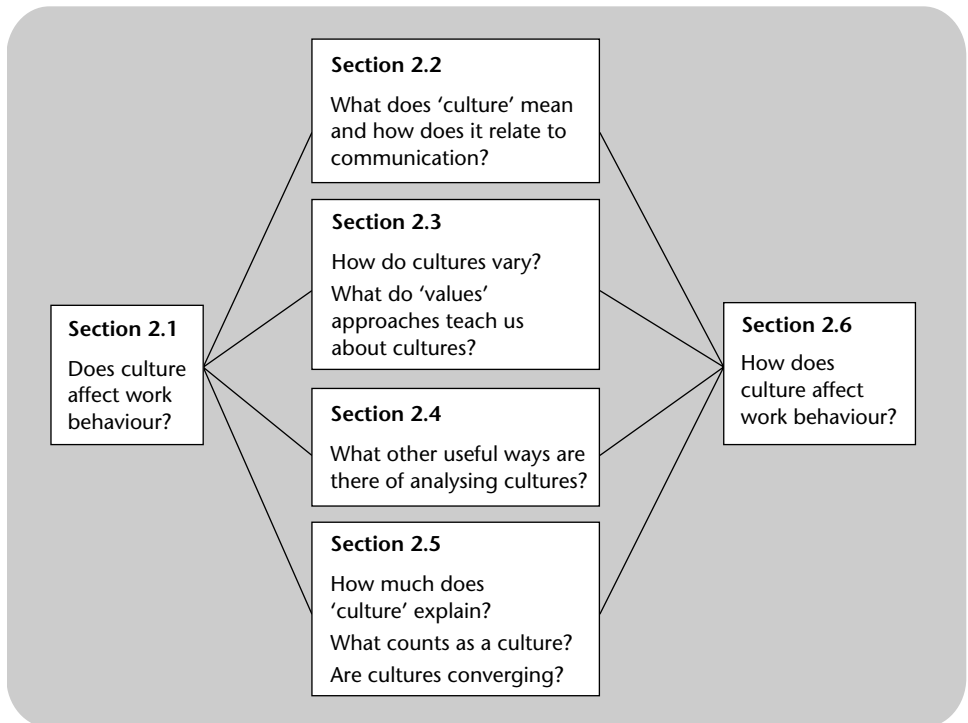 Section 2.1
Does culture
affect work
behaviour?
Section 2.2
What does ‘culture’ mean
and how does it relate to
communication?
Section 2.3
How do cultures vary?
What do ‘values’
approaches teach us
about cultures?
Section 2.4
What other useful ways are
there of analysing cultures?
Section 2.5
How much does
‘culture’ explain?
What counts as a culture?
Are cultures converging?
Section 2.6
How does
culture affect
work behaviour?